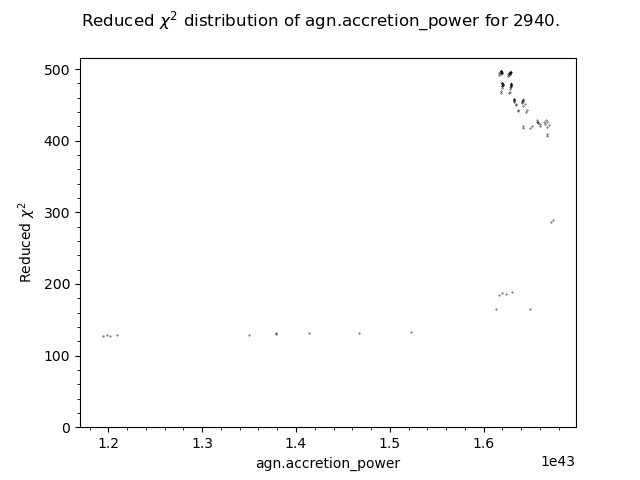 Reduced χ² distribution of agn.accretion_power for 2940.
500
400
300
200
100
0
Reduced χ²
1.2 1.3 1.4 1.5 1.6
1e43
agn.accretion_power